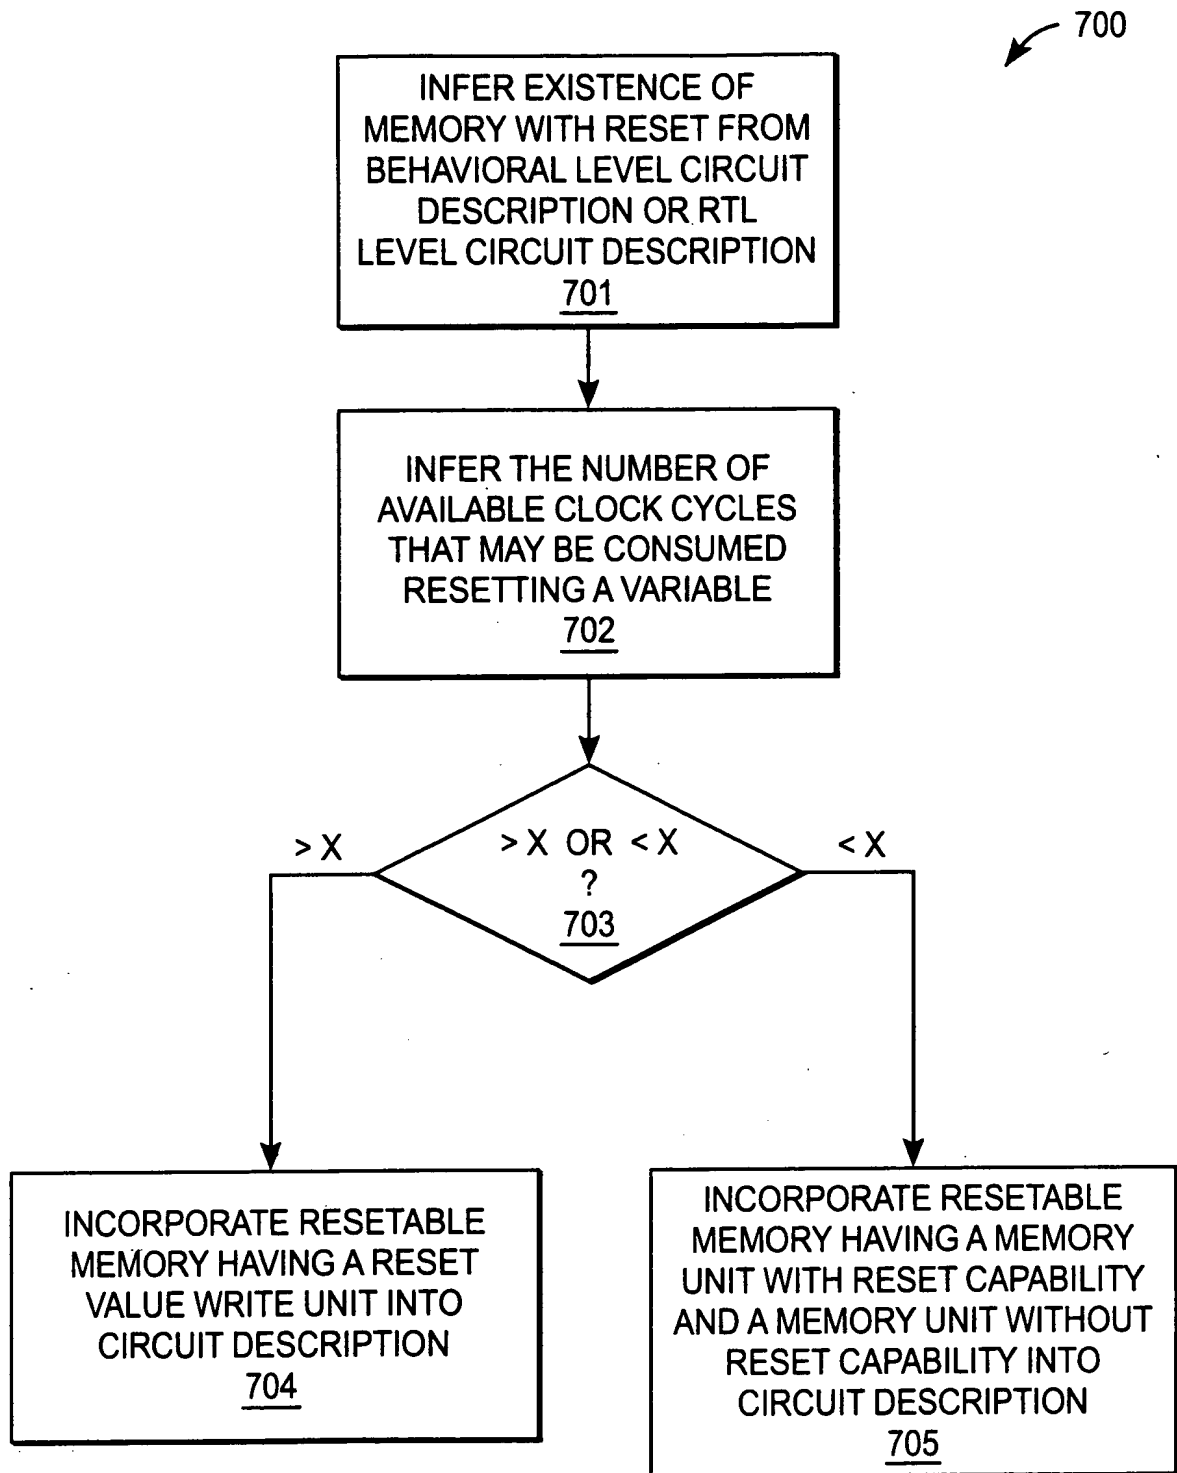 700
INFER EXISTENCE OF
MEMORY WITH RESET FROM
BEHAVIORAL LEVEL CIRCUIT
DESCRIPTION OR RTL
LEVEL CIRCUIT DESCRIPTION
701
INFER THE NUMBER OF
AVAILABLE CLOCK CYCLES
THAT MAY BE CONSUMED
RESETTING A VARIABLE
702
> X
> X OR < X
?
703
< X
INCORPORATE RESETABLE
MEMORY HAVING A RESET
VALUE WRITE UNIT INTO
CIRCUIT DESCRIPTION
704
INCORPORATE RESETABLE
MEMORY HAVING A MEMORY
UNIT WITH RESET CAPABILITY
AND A MEMORY UNIT WITHOUT
RESET CAPABILITY INTO
CIRCUIT DESCRIPTION
705